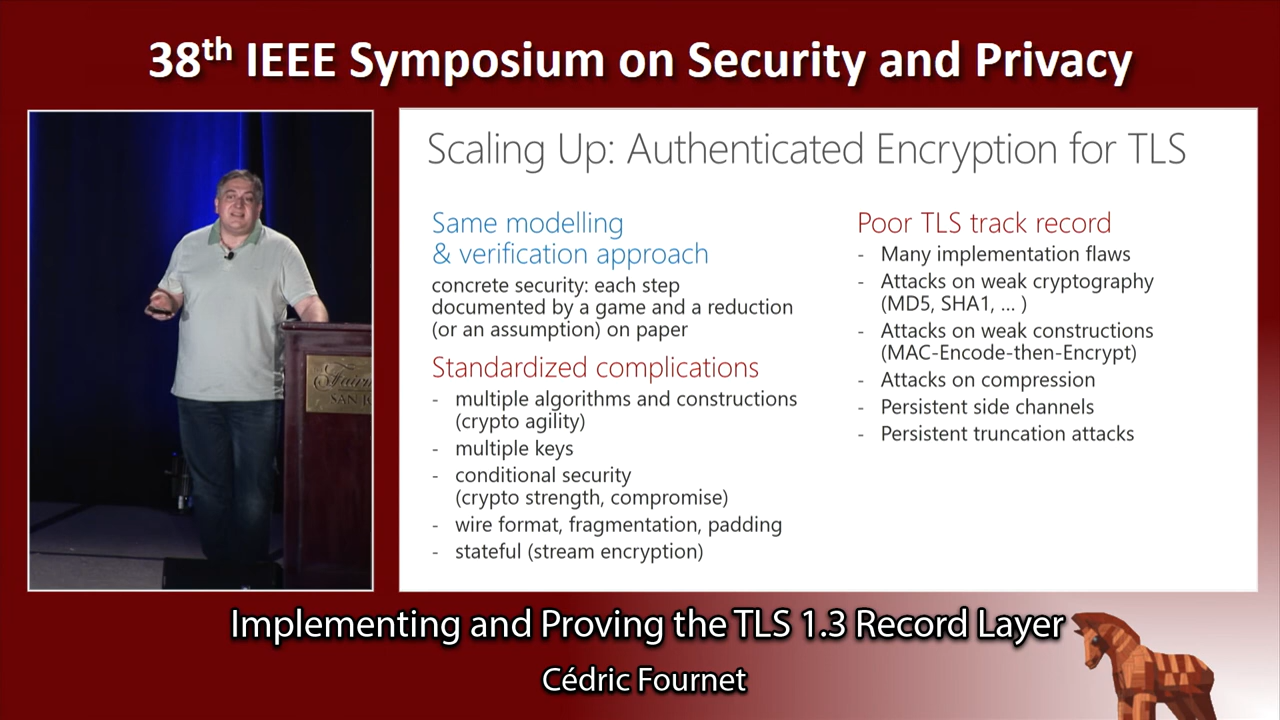 38th IEEE Symposium on Security and Privacy
Scaling Up: Authenticated Encryption for TLS
Same modelling
& verification approach
concrete security: each step
documented by a game and a reduction
(or an assumption) on paper
Standardized complications
- multiple algorithms and constructions
(crypto agility)
- multiple keys
- conditional security
(crypto strength, compromise)
- wire format, fragmentation, padding
- stateful (stream encryption)
Poor TLS track record
- Many implementation flaws
- Attacks on weak cryptography
(MD5, SHA1, ... )
- Attacks on weak constructions
(MAC-Encode-then-Encrypt)
- Attacks on compression
- Persistent side channels
- Persistent truncation attacks
SAN
Implementing and Proving the TLS 1.3 Record Layer
Cédric Fournet